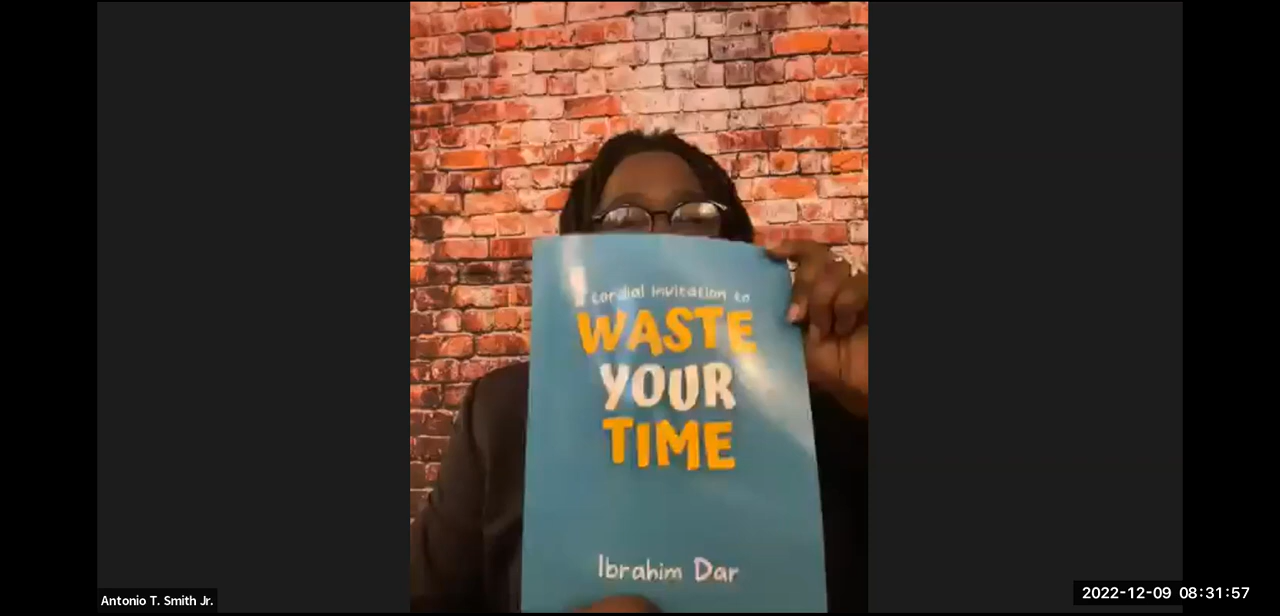 cordial invitation to
WASTE
YOUR
TIME
Ibrahim Dar
Antonio T. Smith Jr.
2022-12-09 08:31:57